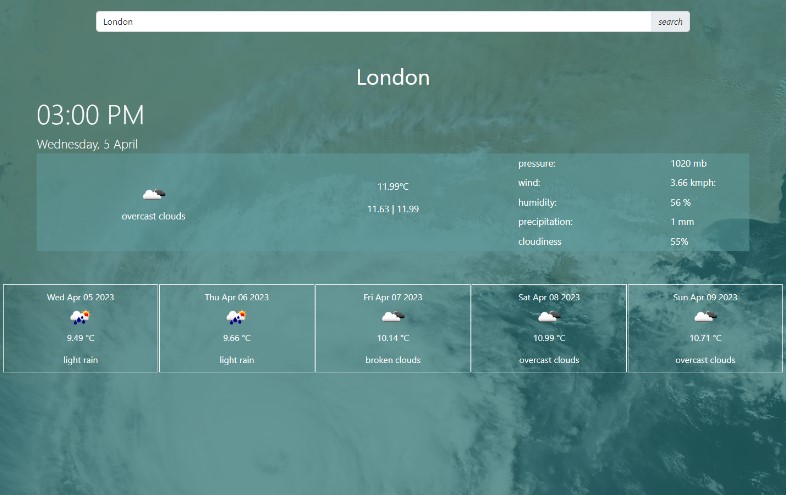 London search
London
03:00 PM
Wednesday, 5 April
overcast clouds
11.99°C
11.63 | 11.99
pressure: 1020 mb
wind: 3.66 kmph:
humidity: 56 %
precipitation: 1 mm
cloudiness 55%
Wed Apr 05 2023
9.49 °C
light rain
Thu Apr 06 2023
9.66 °C
light rain
Fri Apr 07 2023
10.14 °C
broken clouds
Sat Apr 08 2023
10.99 °C
overcast clouds
Sun Apr 09 2023
10.71 °C
overcast clouds